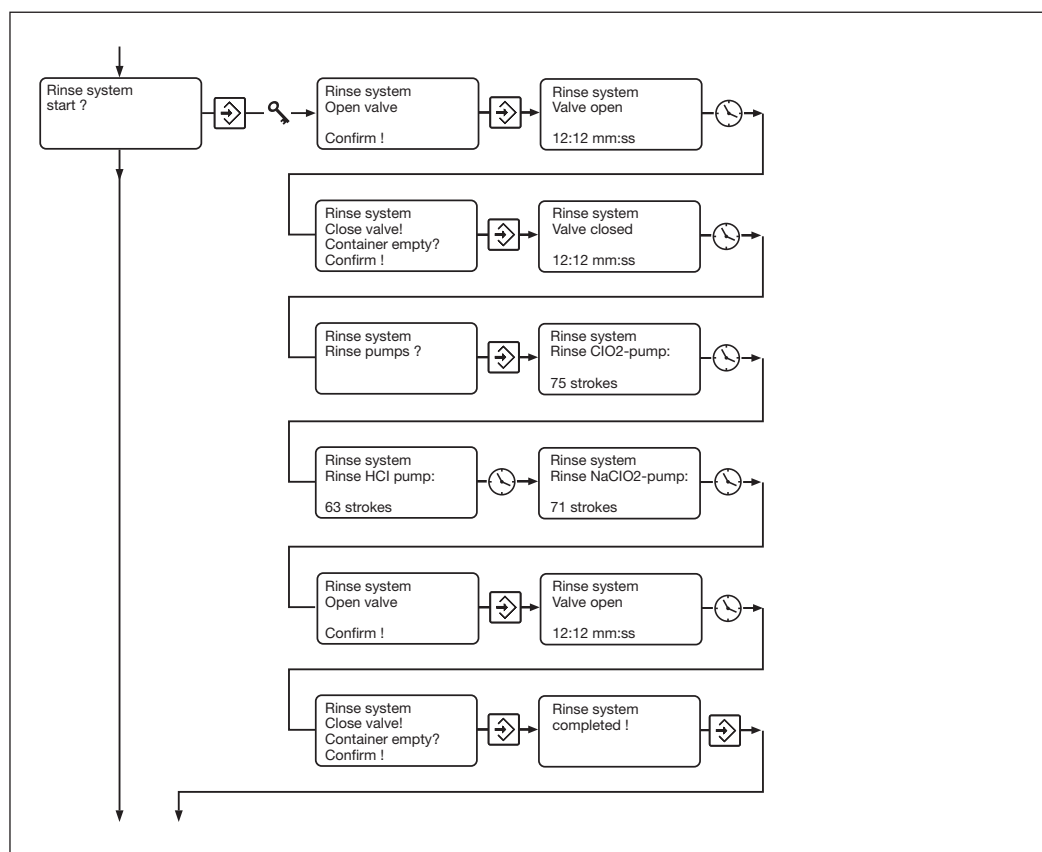 Rinse system
start ?
Rinse system
Open valve
Confirm !
Rinse system
Valve open
12:12 mm:ss
Rinse system
Close valve!
Container empty?
Confirm !
Rinse system
Valve closed
12:12 mm:ss
Rinse system
Rinse pumps ?
Rinse system
Rinse ClO2-pump:
75 strokes
Rinse system
Rinse HCl pump:
63 strokes
Rinse system
Rinse NaClO2-pump:
71 strokes
Rinse system
Open valve
Confirm !
Rinse system
Valve open
12:12 mm:ss
Rinse system
Close valve!
Container empty?
Confirm !
Rinse system
completed !